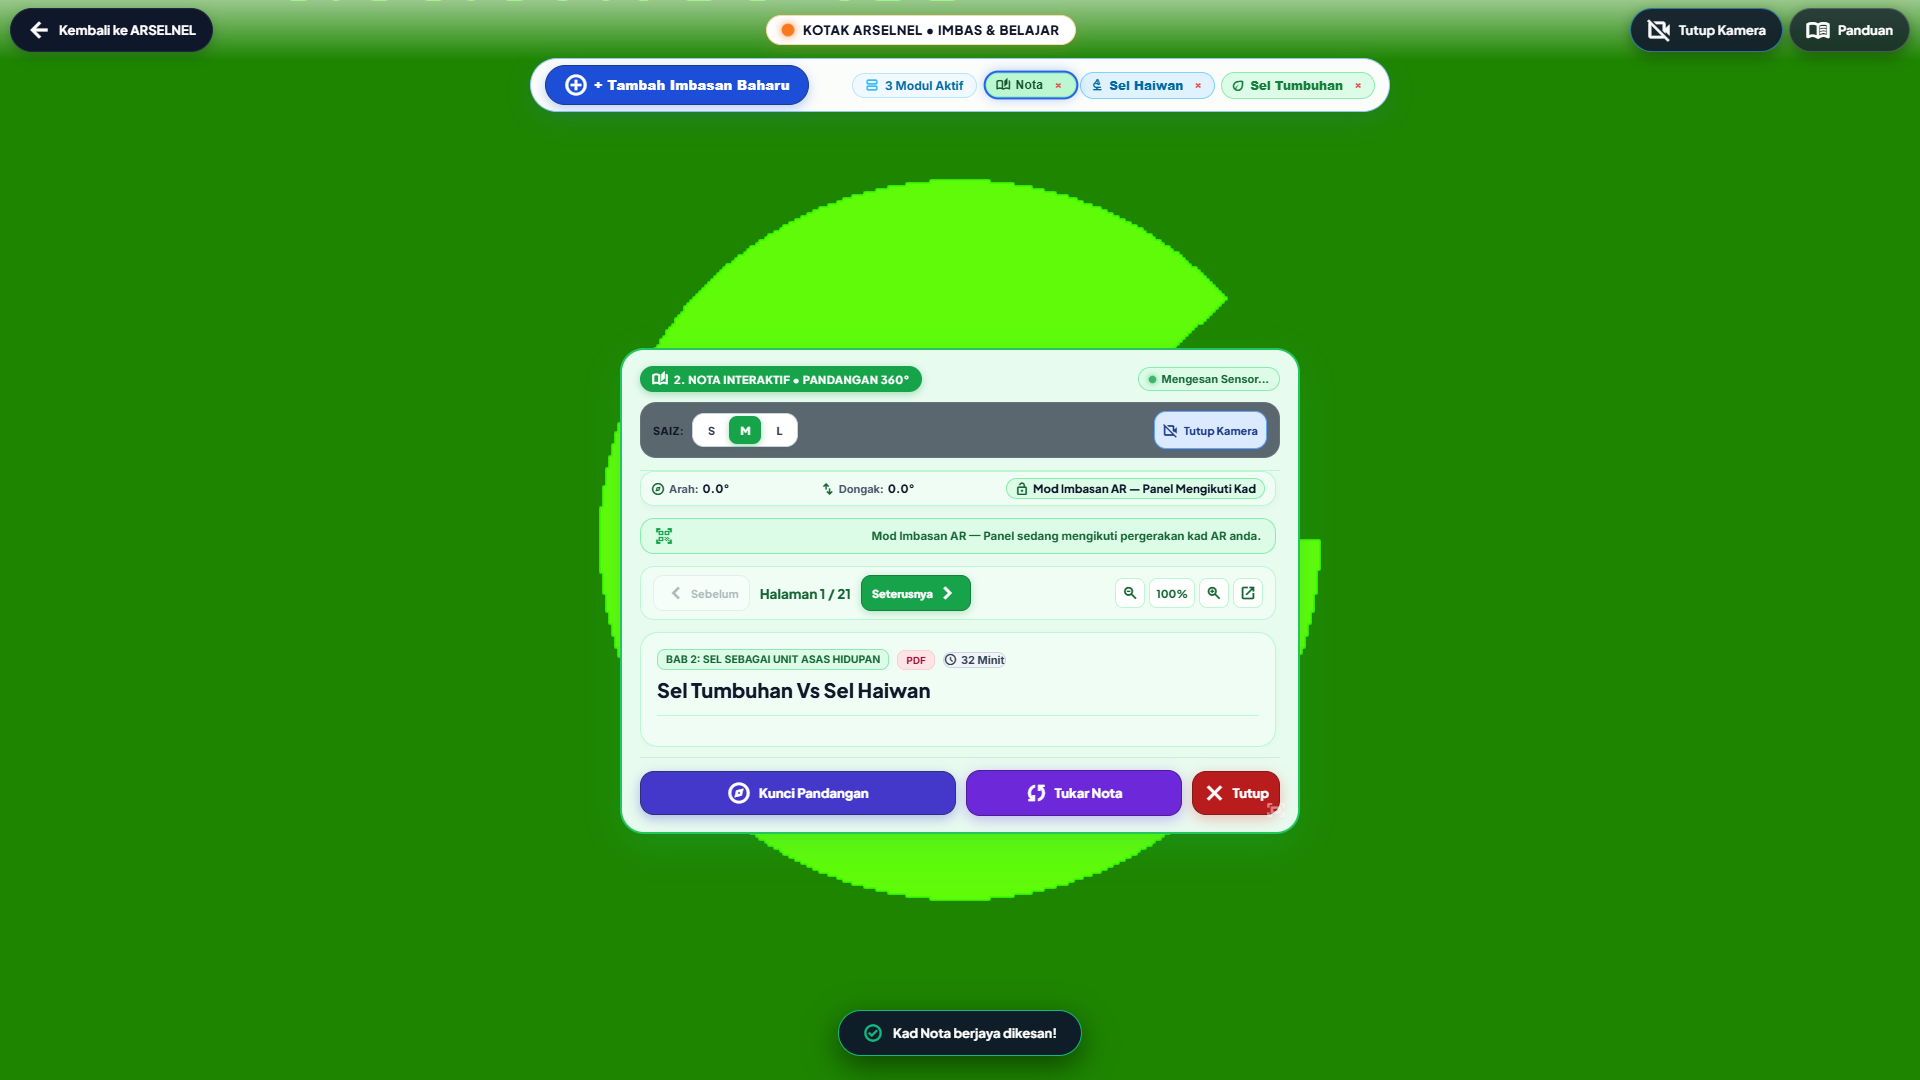 Kembali ke ARSELNEL
KOTAK ARSELNEL • IMBAS & BELAJAR
Tutup Kamera
Panduan
+ Tambah Imbasan Baharu
3 Modul Aktif
Nota ×
Sel Haiwan ×
Sel Tumbuhan ×
2. NOTA INTERAKTIF • PANDANGAN 360°
Mengesan Sensor...
SAIZ: S M L
Tutup Kamera
Arah: 0.0°
Dongak: 0.0°
Mod Imbasan AR — Panel Mengikuti Kad
Mod Imbasan AR — Panel sedang mengikuti pergerakan kad AR anda.
Sebelum
Halaman 1 / 21
Seterusnya
100%
BAB 2: SEL SEBAGAI UNIT ASAS HIDUPAN
PDF
32 Minit
Sel Tumbuhan Vs Sel Haiwan
Kunci Pandangan
Tukar Nota
Tutup
Kad Nota berjaya dikesan!